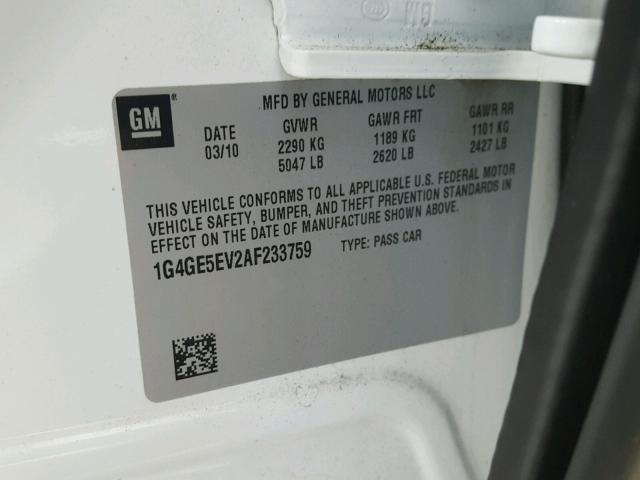 GM
GM ®
MFD BY GENERAL MOTORS LLC
DATE GVWR GAWR FRT GAWR RR
03/10 2290 KG 1189 KG 1101 KG
5047 LB 2620 LB 2427 LB
THIS VEHICLE CONFORMS TO ALL APPLICABLE U.S. FEDERAL MOTOR
VEHICLE SAFETY, BUMPER, AND THEFT PREVENTION STANDARDS IN
EFFECT ON THE DATE OF MANUFACTURE SHOWN ABOVE.
1G4GE5EV2AF233759 TYPE: PASS CAR